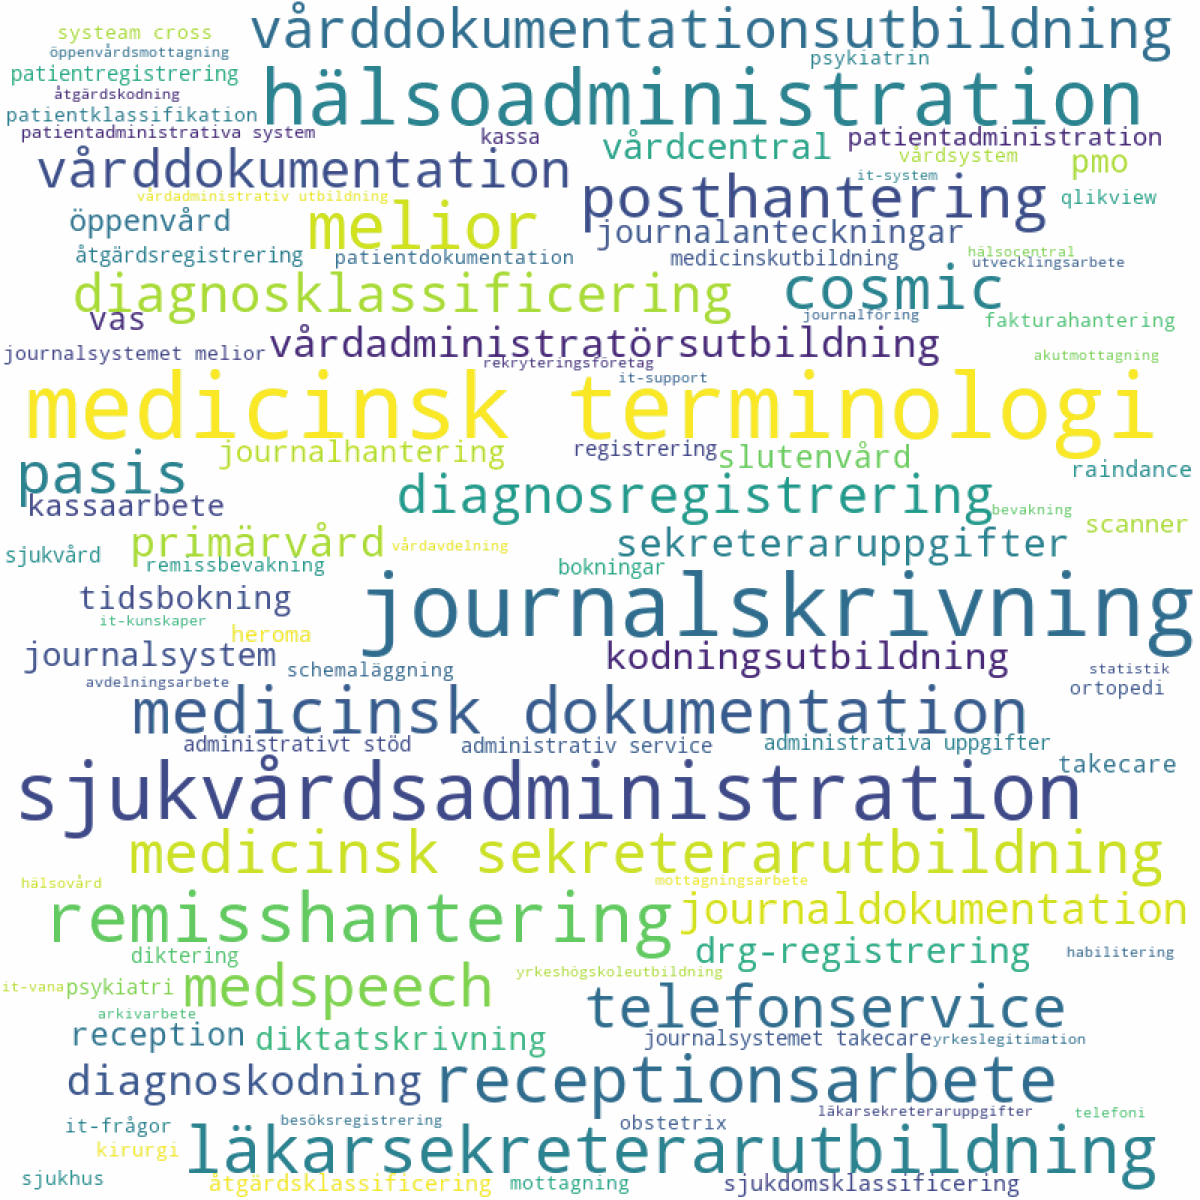 systeam cross
vårddokumentationsutbildning
öppenvårdsmottagning
psykiatrin
patientregistrering
hälsoadministration
åtgärdskodning
patientklassifikation
patientadministrativa system
kassa
vårdcentral
patientadministration
vårddokumentation
vårdsystem
pmo
it-system
vårdadministrativ utbildning
posthantering
qlikview
öppenvård
melior
journalanteckningar
åtgärdsregistrering
patientdokumentation
medicinskutbildning
hälsocentral
utvecklingsarbete
diagnosklassificering
cosmic
vas
journalföring
fakturahantering
journalsystemet melior
vårdadministratörsutbildning
rekryteringsföretag
akutmottagning
it-support
medicinsk terminologi
journalhantering
registrering
slutenvård
pasis
raindance
kassaarbete
diagnosregistrering
bevakning
scanner
sjukvård
primärvård
vårdavdelning
sekreteraruppgifter
remissbevakning
bokningar
tidsbokning
journalskrivning
it-kunskaper
heroma
journalsystem
schemaläggning
kodningsutbildning
statistik
avdelningsarbete
ortopedi
medicinsk dokumentation
administrativt stöd
administrativ service
administrativa uppgifter
takecare
sjukvårdsadministration
medicinsk sekreterarutbildning
hälsovård
mottagningsarbete
remisshantering
journaldokumentation
diktering
drg-registrering
habilitering
it-vana
psykiatri
medspeech
yrkeshögskoleutbildning
arkivarbete
telefonservice
reception
diktatskrivning
journalsystemet takecare
yrkeslegitimation
diagnoskodning
receptionsarbete
it-frågor
besöksregistrering
obstetrix
läkarsekreteraruppgifter
telefoni
kirurgi
läkarsekreterarutbildning
sjukhus
åtgärdsklassificering
mottagning
sjukdomsklassificering